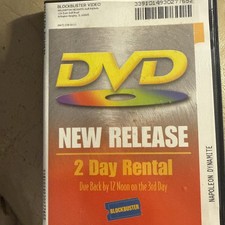 BLOCKBUSTER VIDEO
DVD
NEW RELEASE
2 Day Rental
Due Back by 12 Noon on the 3rd Day
BLOCKBUSTER
NAPOLEON DYNAMITE